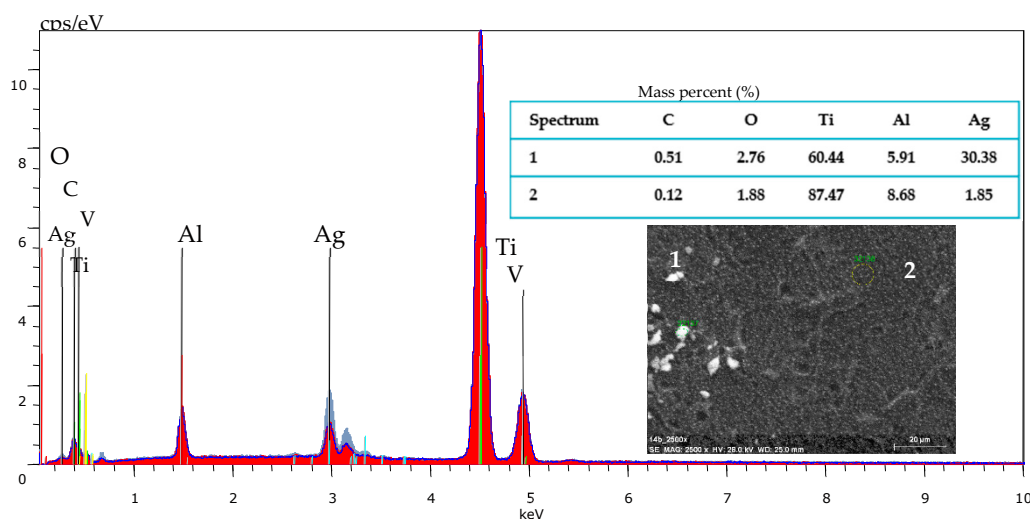 cps/eV
10
8
6
4
2
0
1
2
3
4
5
6
7
8
9
10
keV
O
C
V
Ag
Ti
Al
Ag
Ti
V
Mass percent (%)
Spectrum C O Ti Al Ag
1 0.51 2.76 60.44 5.91 30.38
2 0.12 1.88 87.47 8.68 1.85
1
2
14b_2500x
SE MAG: 2500 x HV: 28.0 kV WD: 25.0 mm
20 µm